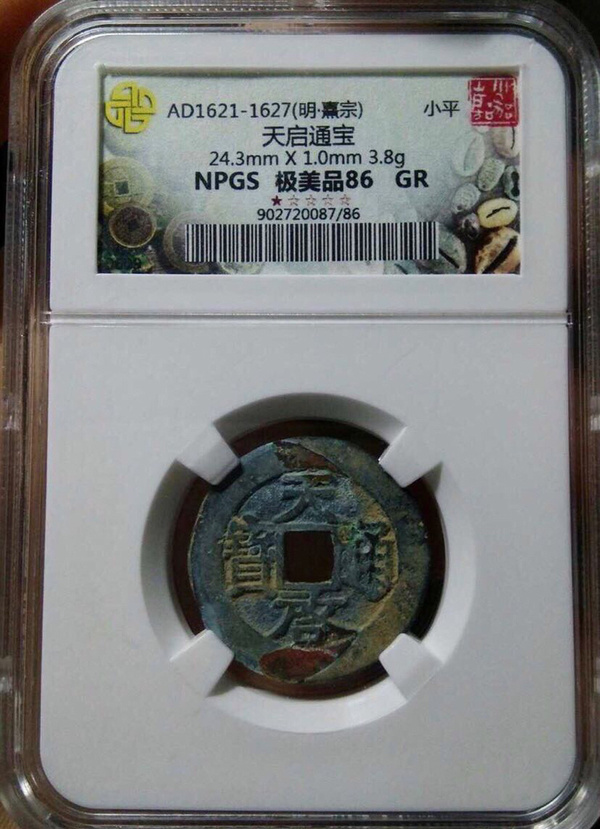 AD1621-1627(明·熹宗) 小平
天启通宝
24.3mm X 1.0mm 3.8g
NPGS 极美品86 GR
★☆☆☆☆
902720087/86
天啟通寶